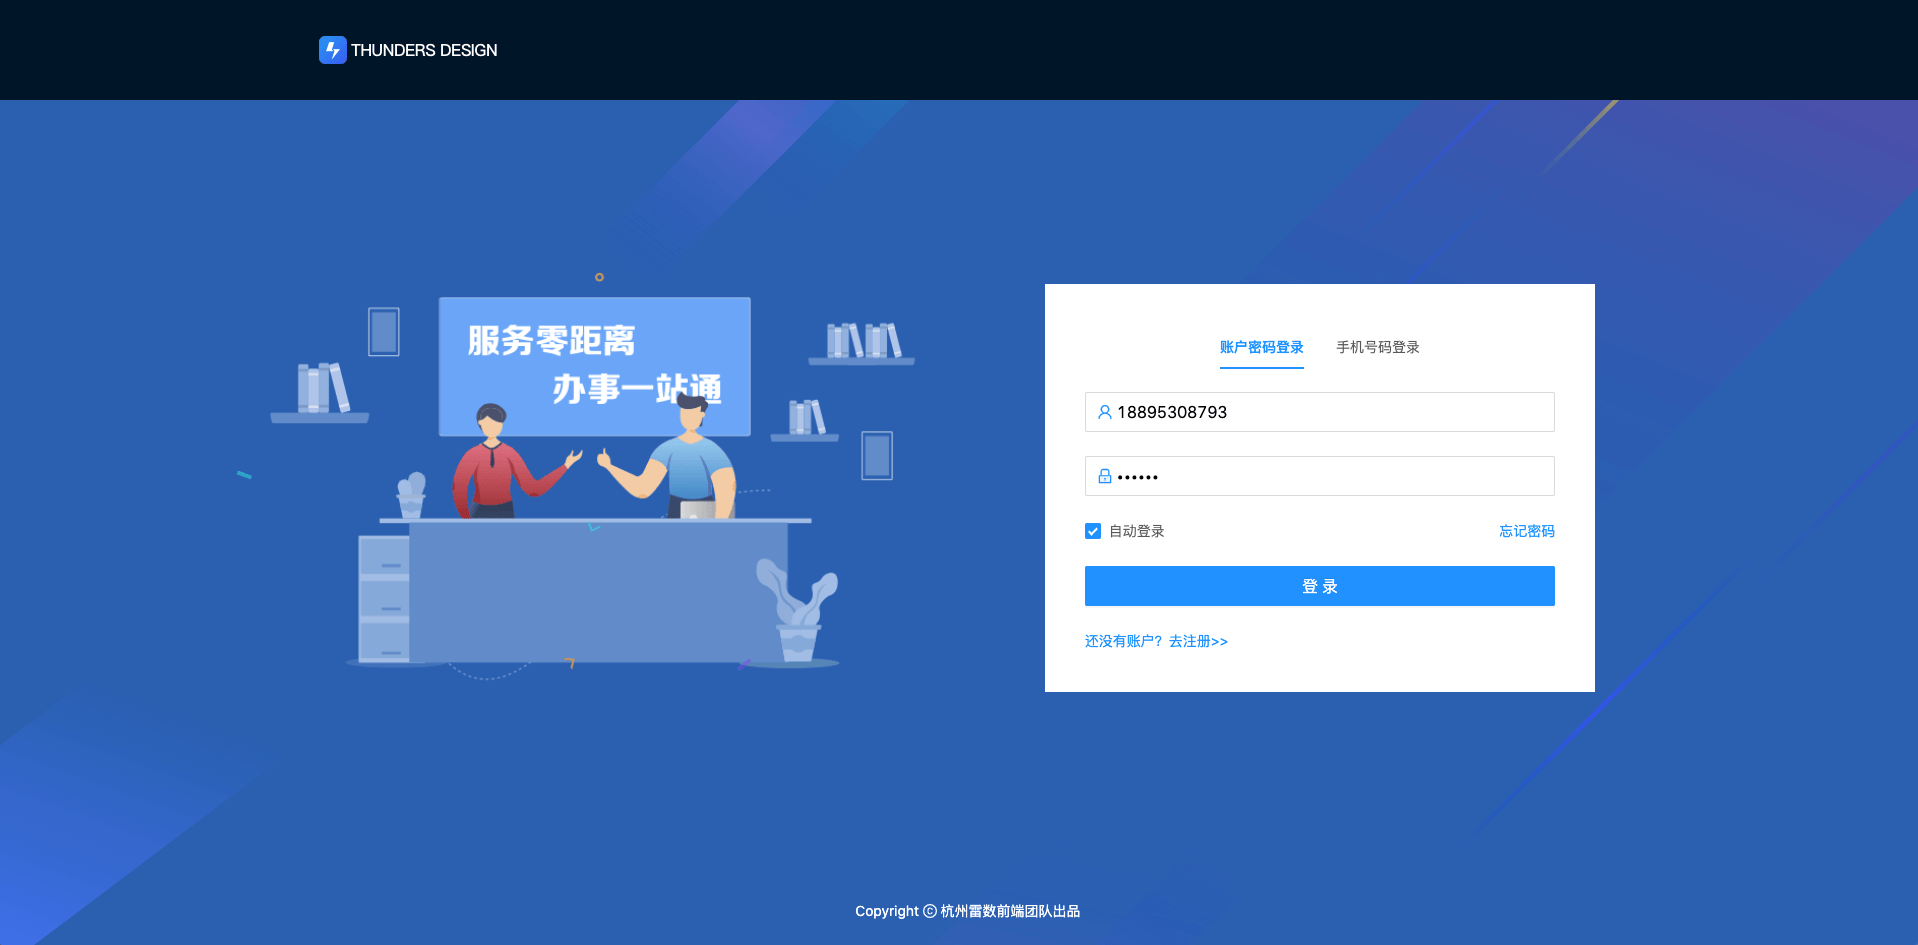 THUNDERS DESIGN
服务零距离
办事一站通
账户密码登录
手机号码登录
18895308793
••••••
自动登录
忘记密码
登 录
还没有账户？去注册>>
Copyright © 杭州雷数前端团队出品